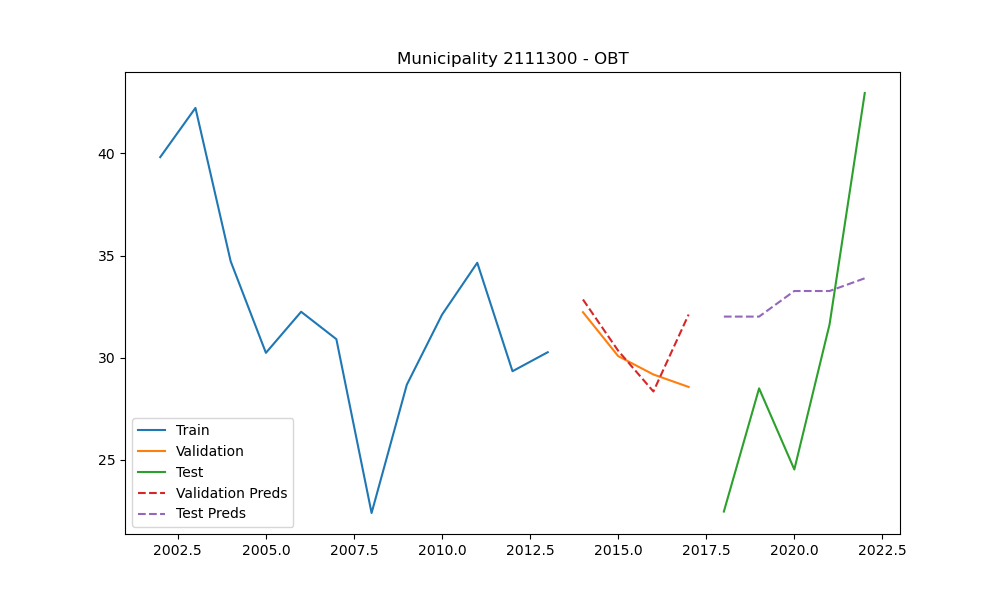 Municipality 2111300 - OBT
40
35
30
25
Train
Validation
Test
Validation Preds
Test Preds
2002.5 2005.0 2007.5 2010.0 2012.5 2015.0 2017.5 2020.0 2022.5